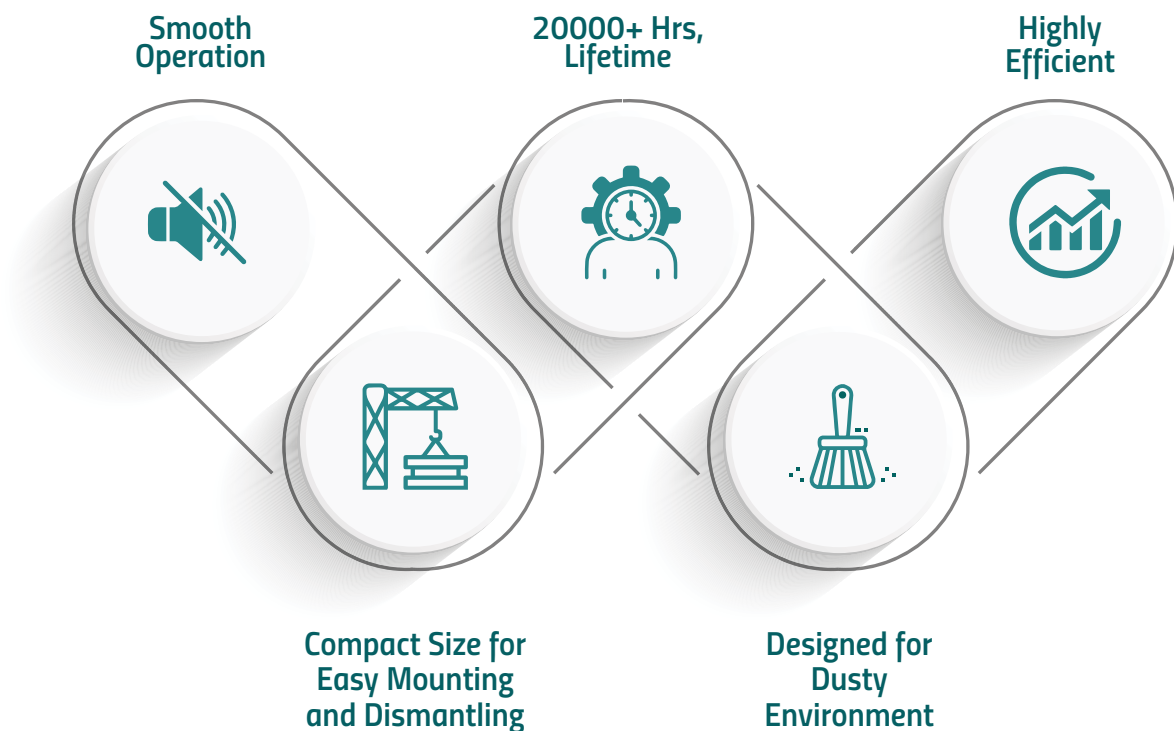 Smooth
Operation
20000+ Hrs,
Lifetime
Highly
Efficient
Compact Size for
Easy Mounting
and Dismantling
Designed for
Dusty
Environment